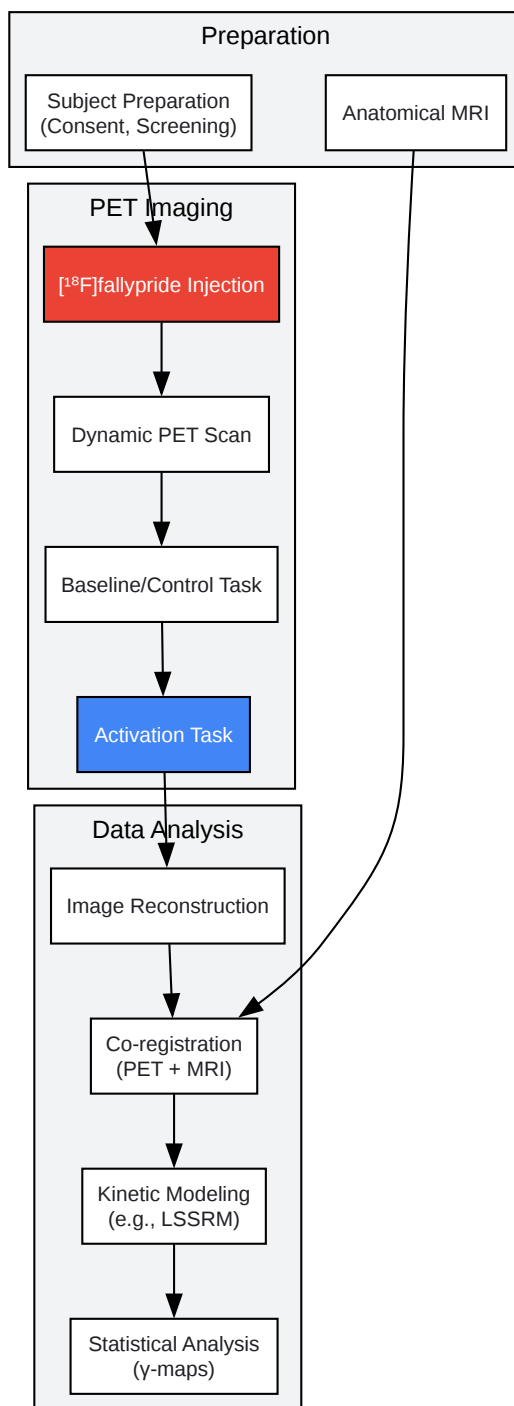 Preparation
Subject Preparation
(Consent, Screening)
Anatomical MRI
PET Imaging
[¹⁸F]fallypride Injection
Dynamic PET Scan
Baseline/Control Task
Activation Task
Data Analysis
Image Reconstruction
Co-registration
(PET + MRI)
Kinetic Modeling
(e.g., LSSRM)
Statistical Analysis
(γ-maps)